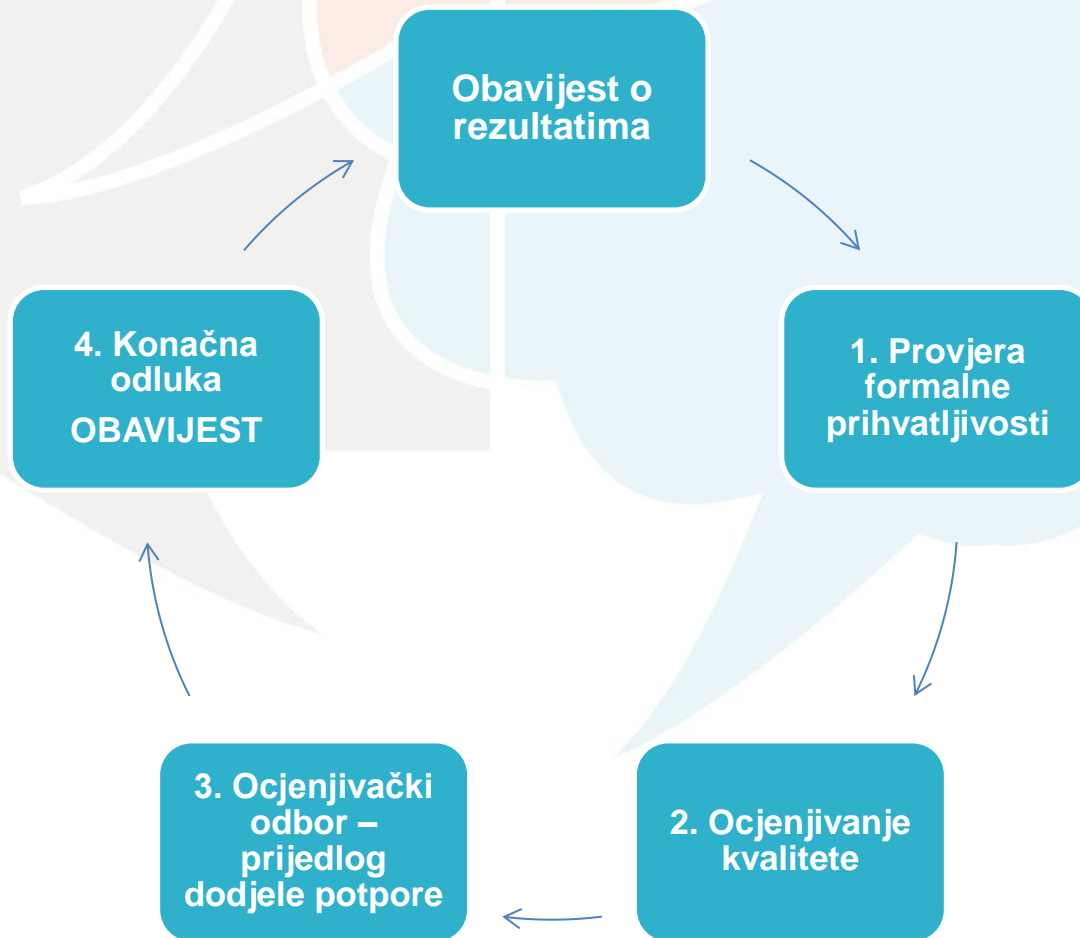 Obavijest o
rezultatima
1. Provjera
formalne
prihvatljivosti
2. Ocjenjivanje
kvalitete
3. Ocjenjivački
odbor –
prijedlog
dodjele potpore
4. Konačna
odluka
OBAVIJEST